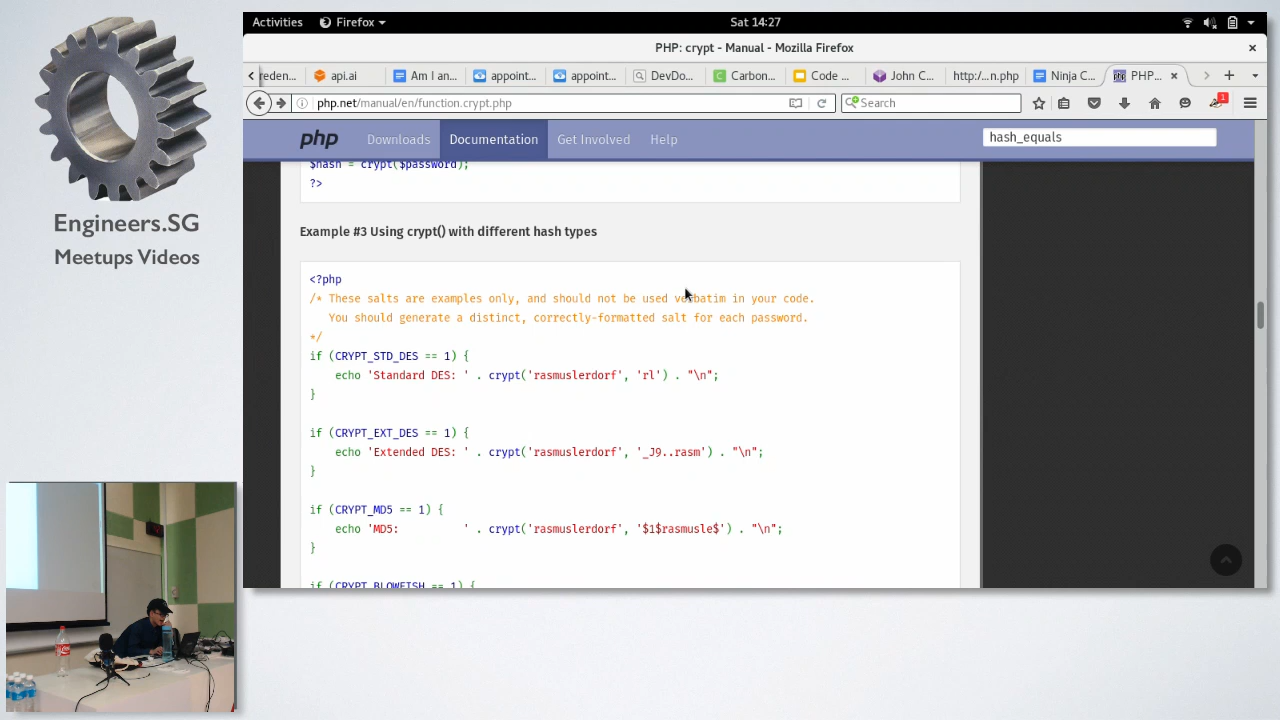 Engineers.SG
Meetups Videos
Activities
Firefox
Sat 14:27
PHP: crypt - Manual - Mozilla Firefox
reden...
api.ai
Am I an...
appoint...
appoint...
DevDo...
Carbon...
Code ...
John C...
http:/...n.php
Ninja C...
PHP...
php.net/manual/en/function.crypt.php
Search
1
php
Downloads
Documentation
Get Involved
Help
hash_equals
$hash = crypt($password);
?>
Example #3 Using crypt() with different hash types
<?php
/* These salts are examples only, and should not be used verbatim in your code.
You should generate a distinct, correctly-formatted salt for each password.
*/
if (CRYPT_STD_DES == 1) {
echo 'Standard DES: ' . crypt('rasmuslerdorf', 'rl') . "\n";
}
if (CRYPT_EXT_DES == 1) {
echo 'Extended DES: ' . crypt('rasmuslerdorf', '_J9..rasm') . "\n";
}
if (CRYPT_MD5 == 1) {
echo 'MD5:          ' . crypt('rasmuslerdorf', '$1$rasmusle$') . "\n";
}
if (CRYPT_BLOWFISH == 1) {